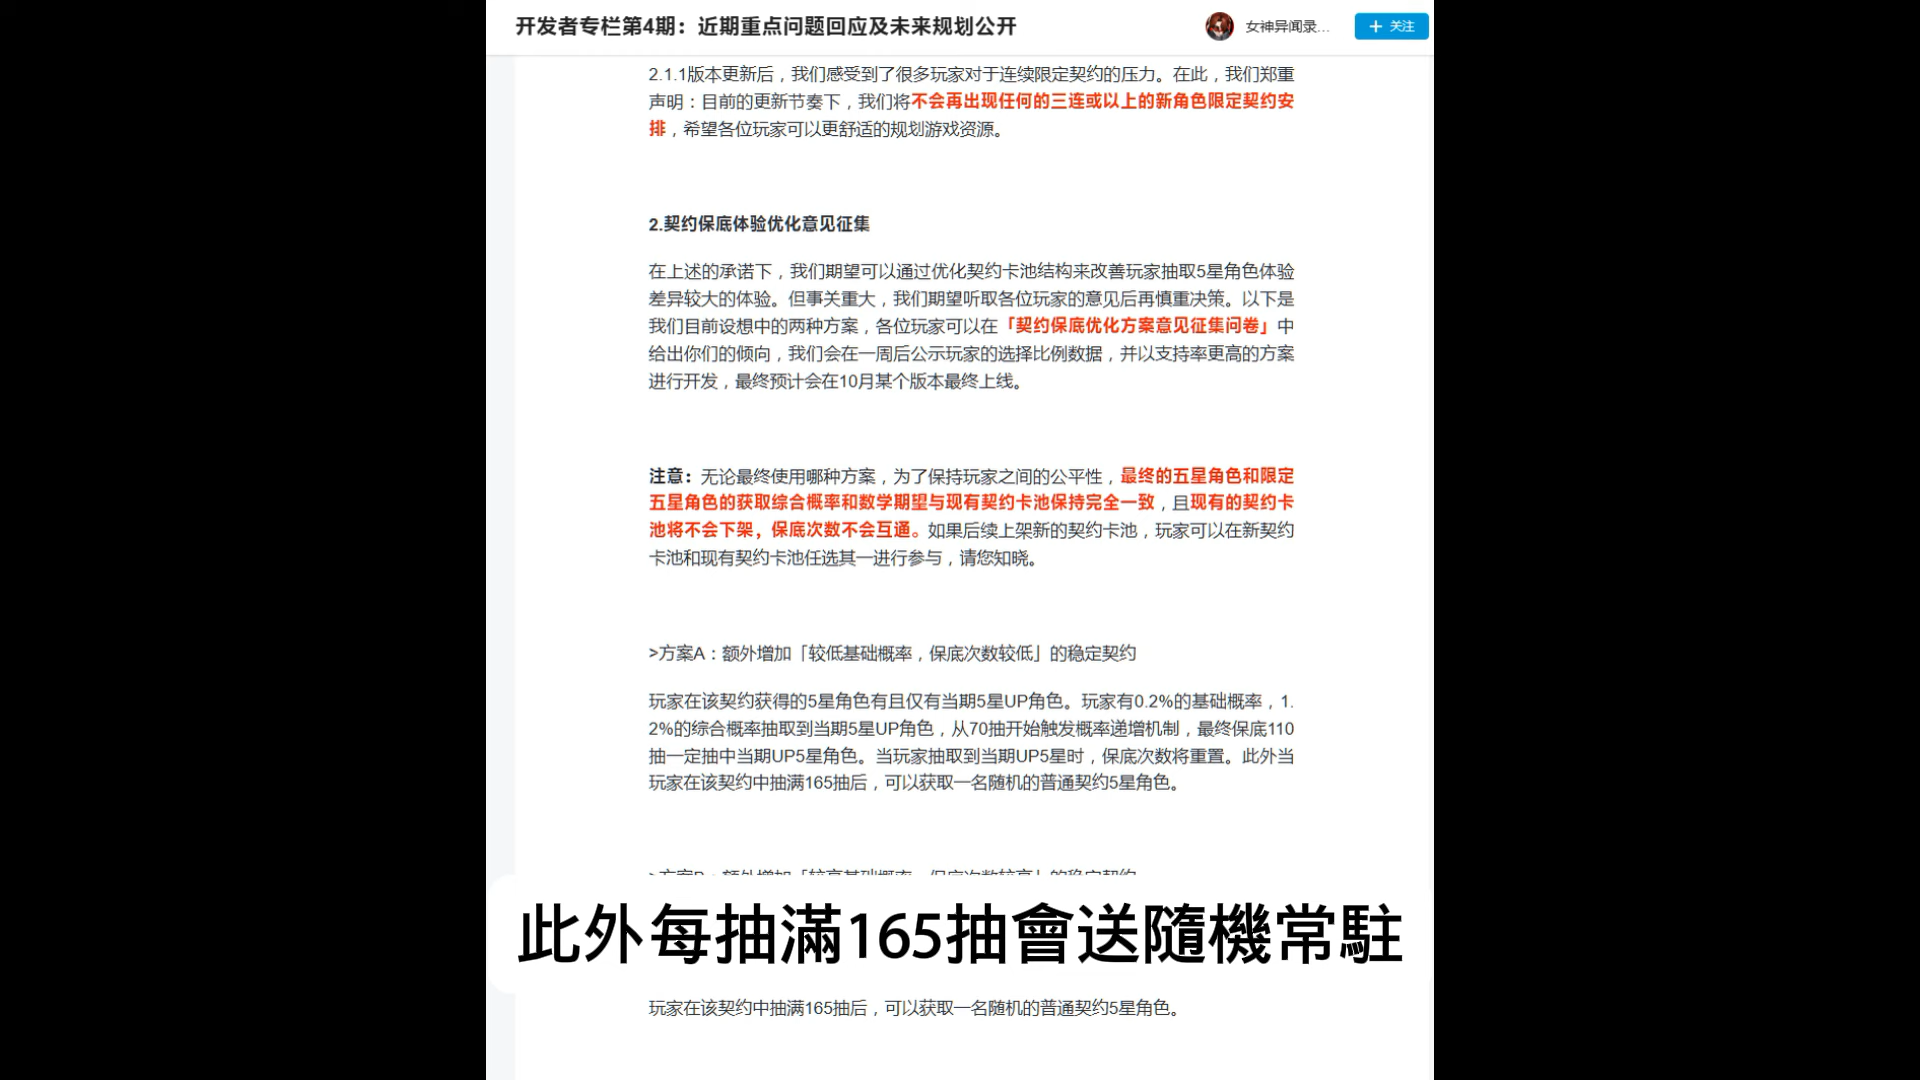 开发者专栏第4期：近期重点问题回应及未来规划公开
女神异闻录...
+ 关注
2.1.1版本更新后，我们感受到了很多玩家对于连续限定契约的压力。在此，我们郑重
声明：目前的更新节奏下，我们将不会再出现任何的三连或以上的新角色限定契约安
排，希望各位玩家可以更舒适的规划游戏资源。
2.契约保底体验优化意见征集
在上述的承诺下，我们期望可以通过优化契约卡池结构来改善玩家抽取5星角色体验
差异较大的体验。但事关重大，我们期望听取各位玩家的意见后再慎重决策。以下是
我们目前设想中的两种方案，各位玩家可以在「契约保底优化方案意见征集问卷」中
给出你们的倾向，我们会在一周后公示玩家的选择比例数据，并以支持率更高的方案
进行开发，最终预计会在10月某个版本最终上线。
注意：无论最终使用哪种方案，为了保持玩家之间的公平性，最终的五星角色和限定
五星角色的获取综合概率和数学期望与现有契约卡池保持完全一致，且现有的契约卡
池将不会下架，保底次数不会互通。如果后续上架新的契约卡池，玩家可以在新契约
卡池和现有契约卡池任选其一进行参与，请您知晓。
>方案A：额外增加「较低基础概率，保底次数较低」的稳定契约
玩家在该契约获得的5星角色有且仅有当期5星UP角色。玩家有0.2%的基础概率，1.
2%的综合概率抽取到当期5星UP角色，从70抽开始触发概率递增机制，最终保底110
抽一定抽中当期UP5星角色。当玩家抽取到当期UP5星时，保底次数将重置。此外当
玩家在该契约中抽满165抽后，可以获取一名随机的普通契约5星角色。
>方案B：额外增加「较高基础概率，保底次数较高」的稳定契约
此外每抽滿165抽會送隨機常駐
玩家在该契约中抽满165抽后，可以获取一名随机的普通契约5星角色。